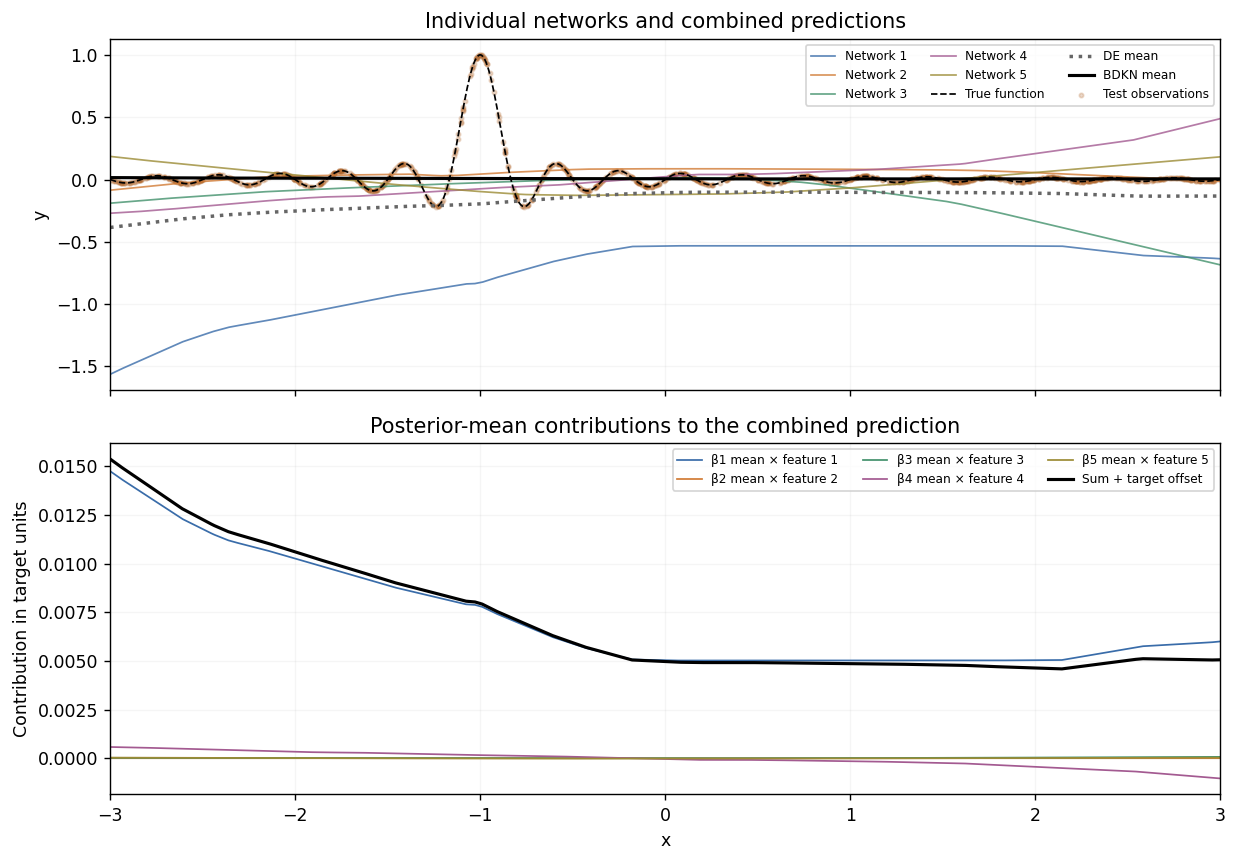 Individual networks and combined predictions
Network 1 Network 4 DE mean
Network 2 Network 5 BDKN mean
Network 3 True function Test observations
1.0
0.5
0.0
−0.5
−1.0
−1.5
y
Posterior-mean contributions to the combined prediction
β1 mean × feature 1 β3 mean × feature 3 β5 mean × feature 5
β2 mean × feature 2 β4 mean × feature 4 Sum + target offset
0.0150
0.0125
0.0100
0.0075
0.0050
0.0025
0.0000
Contribution in target units
−3 −2 −1 0 1 2 3
x